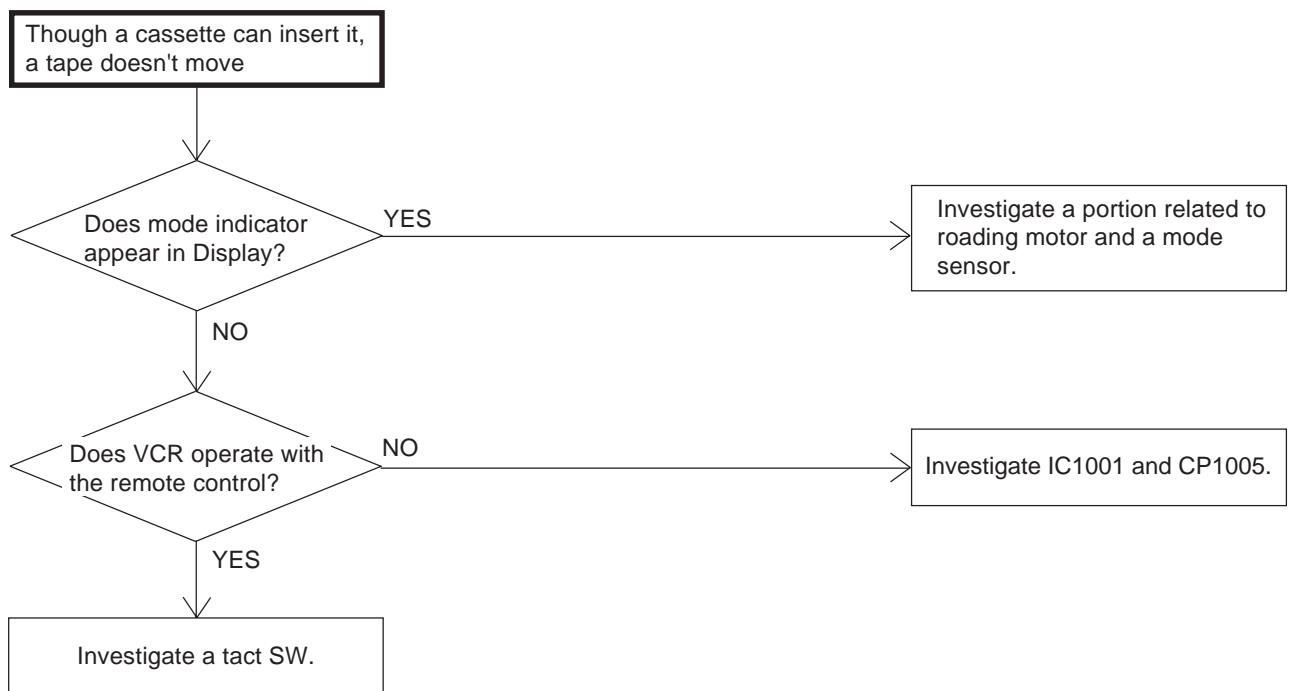 Though a cassette can insert it,
a tape doesn't move
Does mode indicator
appear in Display?
YES
Investigate a portion related to
roading motor and a mode
sensor.
NO
Does VCR operate with
the remote control?
NO
Investigate IC1001 and CP1005.
YES
Investigate a tact SW.